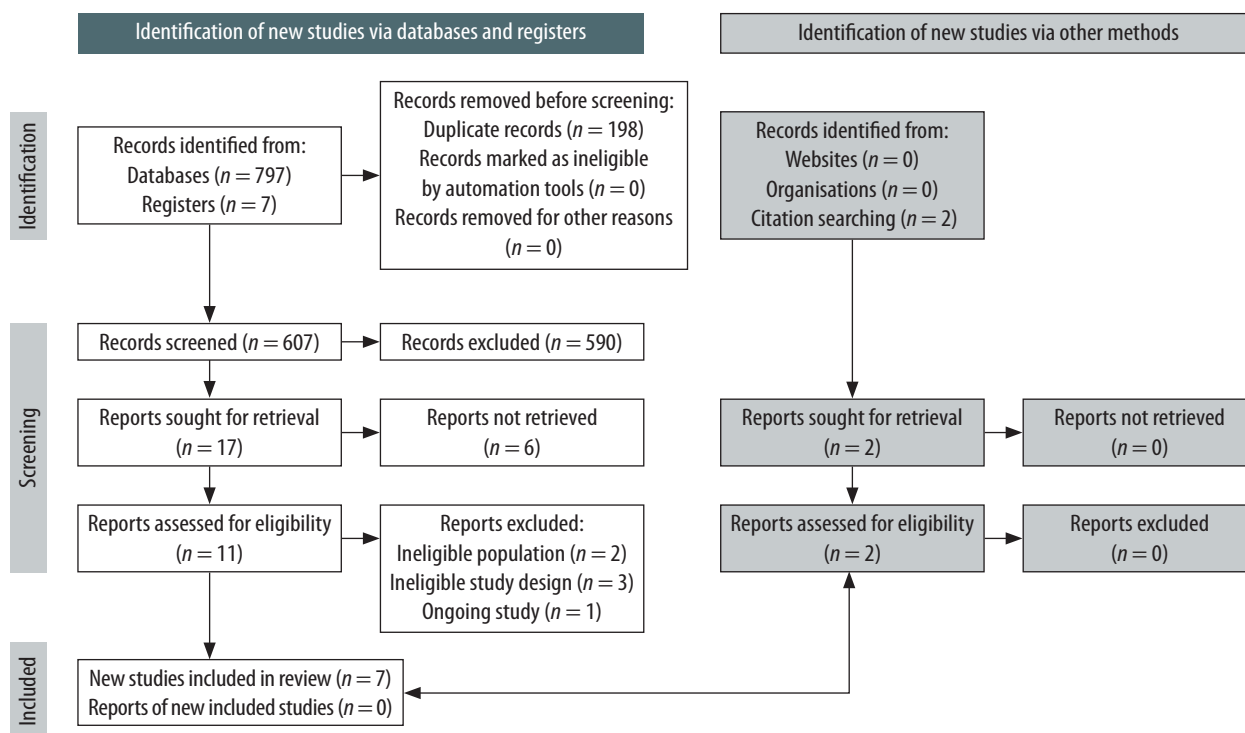 Identification of new studies via databases and registers
Identification of new studies via other methods
Identification
Records identified from:
Databases (n = 797)
Registers (n = 7)
Records removed before screening:
Duplicate records (n = 198)
Records marked as ineligible
by automation tools (n = 0)
Records removed for other reasons
(n = 0)
Records identified from:
Websites (n = 0)
Organisations (n = 0)
Citation searching (n = 2)
Screening
Records screened (n = 607)
Records excluded (n = 590)
Reports sought for retrieval
(n = 17)
Reports not retrieved
(n = 6)
Reports sought for retrieval
(n = 2)
Reports not retrieved
(n = 0)
Reports assessed for eligibility
(n = 11)
Reports excluded:
Ineligible population (n = 2)
Ineligible study design (n = 3)
Ongoing study (n = 1)
Reports assessed for eligibility
(n = 2)
Reports excluded
(n = 0)
Included
New studies included in review (n = 7)
Reports of new included studies (n = 0)